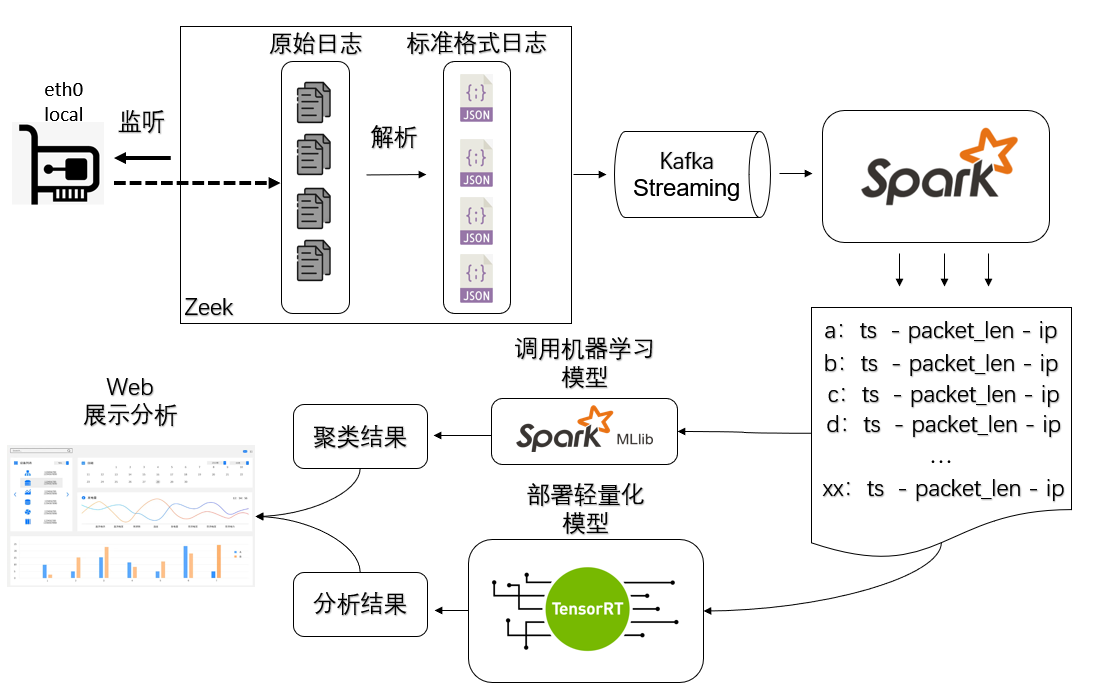 eth0
local
监听
原始日志
标准格式日志
JSON
JSON
JSON
JSON
解析
Zeek
Kafka
Streaming
Spark
a：ts - packet_len - ip
b：ts - packet_len - ip
c：ts - packet_len - ip
d：ts - packet_len - ip
...
xx：ts - packet_len - ip
调用机器学习
模型
Spark MLlib
聚类结果
Web
展示分析
部署轻量化
模型
TensorRT
分析结果